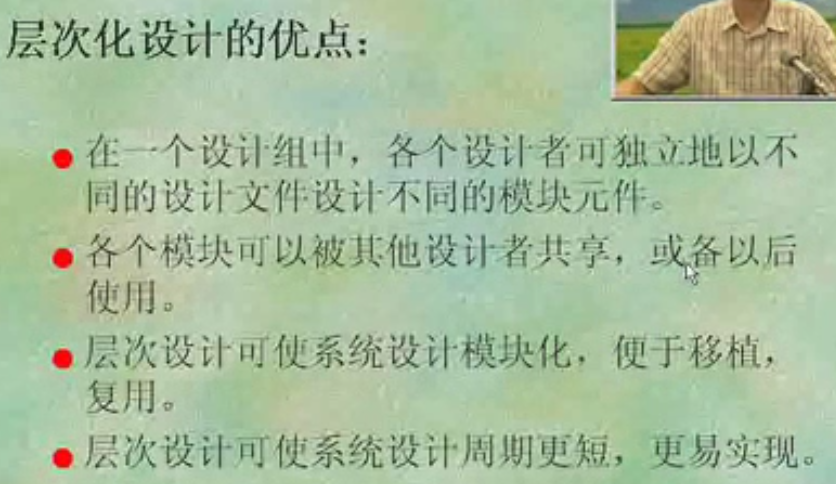 层次化设计的优点：
在一个设计组中，各个设计者可独立地以不
同的设计文件设计不同的模块元件。
各个模块可以被其他设计者共享，或备以后
使用。
层次设计可使系统设计模块化，便于移植，
复用。
层次设计可使系统设计周期更短，更易实现。